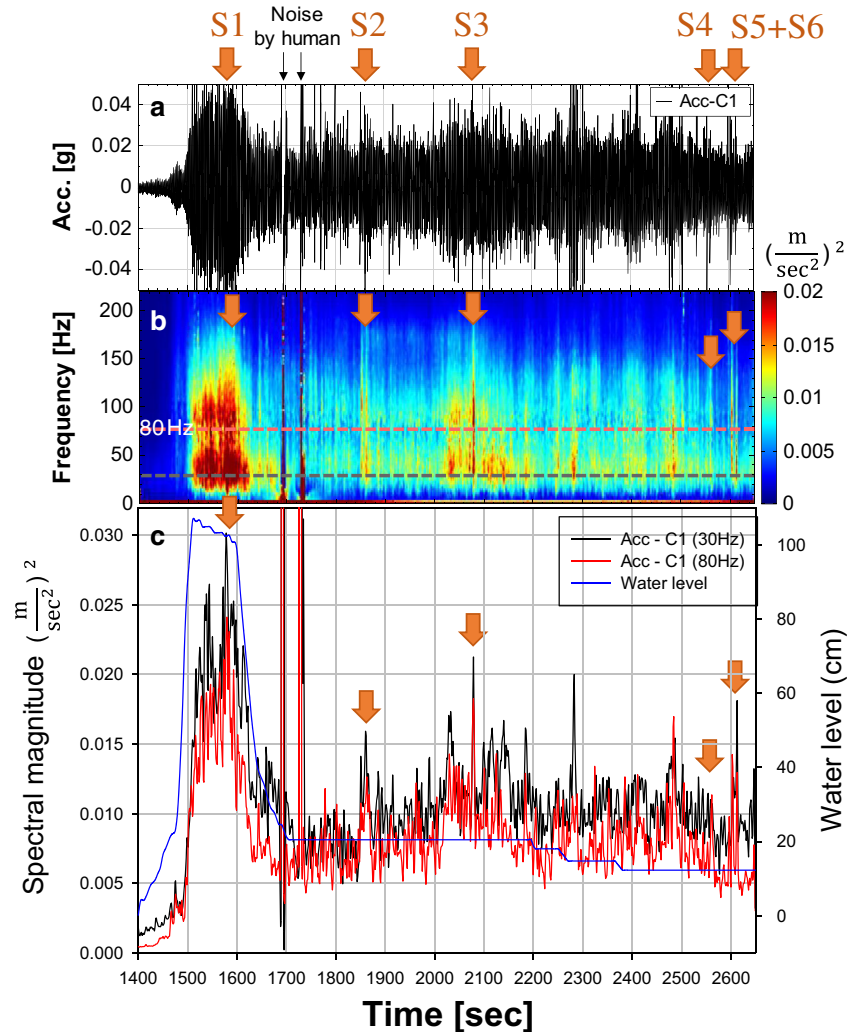 S1
Noise
by human
S2
S3
S4
S5+S6
a
Acc-C1
0.04
0.02
0
-0.02
-0.04
Acc. [g]
(m/sec²)²
b
200
150
100
50
0
80Hz
Frequency [Hz]
0.02
0.015
0.01
0.005
0
c
Acc - C1 (30Hz)
Acc - C1 (80Hz)
Water level
0.030
0.025
0.020
0.015
0.010
0.005
0.000
Spectral magnitude (m/sec²)²
100
80
60
40
20
0
Water level (cm)
1400 1500 1600 1700 1800 1900 2000 2100 2200 2300 2400 2500 2600
Time [sec]